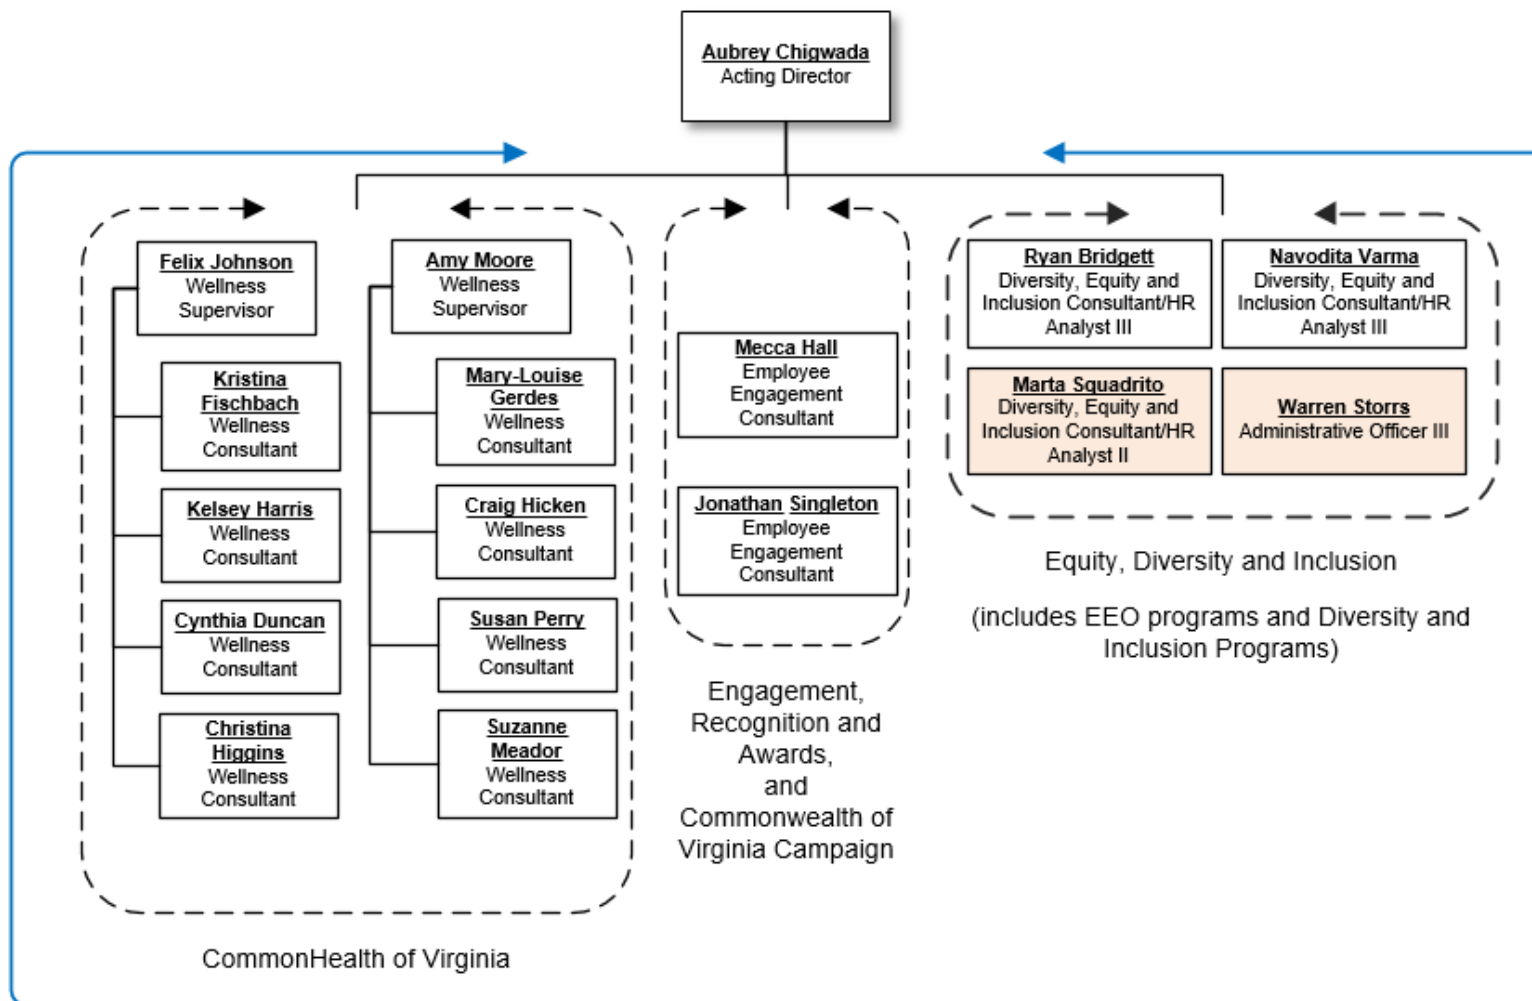 Aubrey Chigwada
Acting Director
Felix Johnson
Wellness
Supervisor
Kristina
Fischbach
Wellness
Consultant
Kelsey Harris
Wellness
Consultant
Cynthia Duncan
Wellness
Consultant
Christina
Higgins
Wellness
Consultant
Amy Moore
Wellness
Supervisor
Mary-Louise
Gerdes
Wellness
Consultant
Craig Hicken
Wellness
Consultant
Susan Perry
Wellness
Consultant
Suzanne
Meador
Wellness
Consultant
CommonHealth of Virginia
Mecca Hall
Employee
Engagement
Consultant
Jonathan Singleton
Employee
Engagement
Consultant
Engagement,
Recognition and
Awards,
and
Commonwealth of
Virginia Campaign
Ryan Bridgett
Diversity, Equity and
Inclusion Consultant/HR
Analyst III
Navodita Varma
Diversity, Equity and
Inclusion Consultant/HR
Analyst III
Marta Squadrito
Diversity, Equity and
Inclusion Consultant/HR
Analyst II
Warren Storrs
Administrative Officer III
Equity, Diversity and Inclusion
(includes EEO programs and Diversity and
Inclusion Programs)